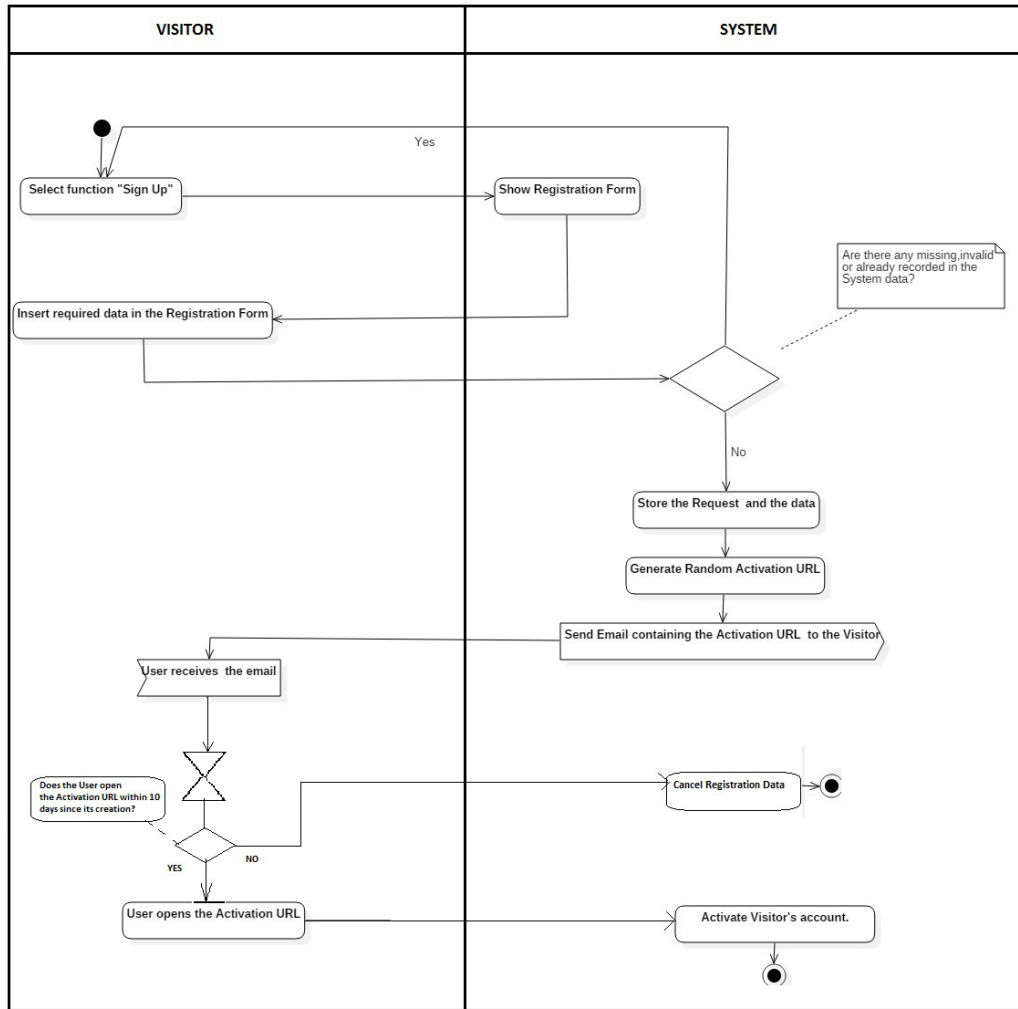 VISITOR
SYSTEM
Yes
Select function "Sign Up"
Show Registration Form
Are there any missing,invalid
or already recorded in the
System data?
Insert required data in the Registration Form
No
Store the Request and the data
Generate Random Activation URL
Send Email containing the Activation URL to the Visitor
User receives the email
Does the User open
the Activation URL within 10
days since its creation?
Cancel Registration Data
NO
YES
User opens the Activation URL
Activate Visitor's account.